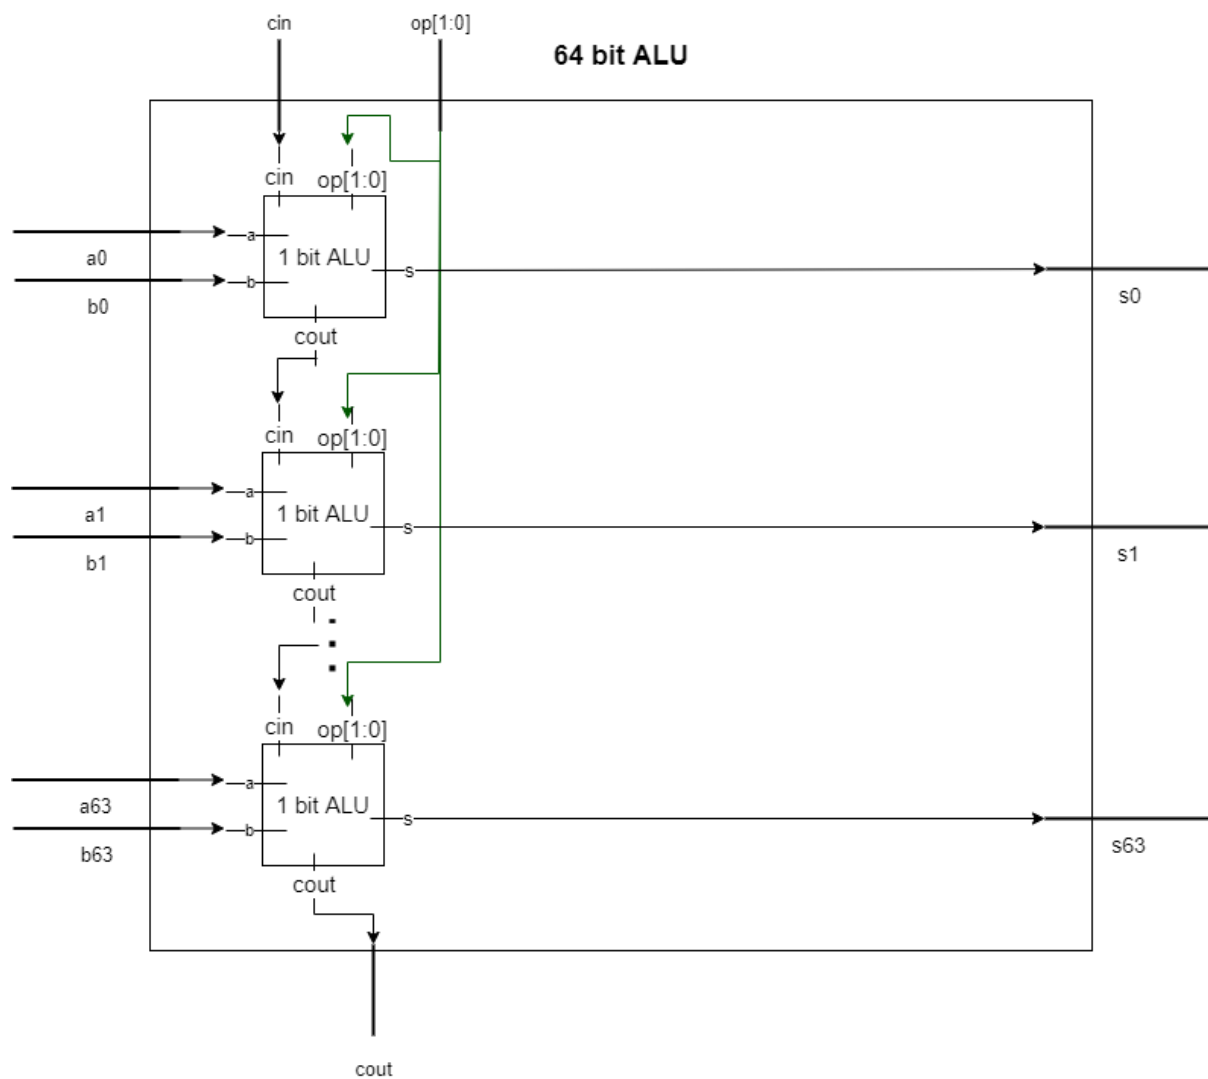 cin
op[1:0]
64 bit ALU
cin
op[1:0]
a
1 bit ALU
a0
s
b
s0
b0
cout
cin
op[1:0]
a
1 bit ALU
a1
s
b
s1
b1
cout
cin
op[1:0]
a
1 bit ALU
a63
s
b
s63
b63
cout
cout